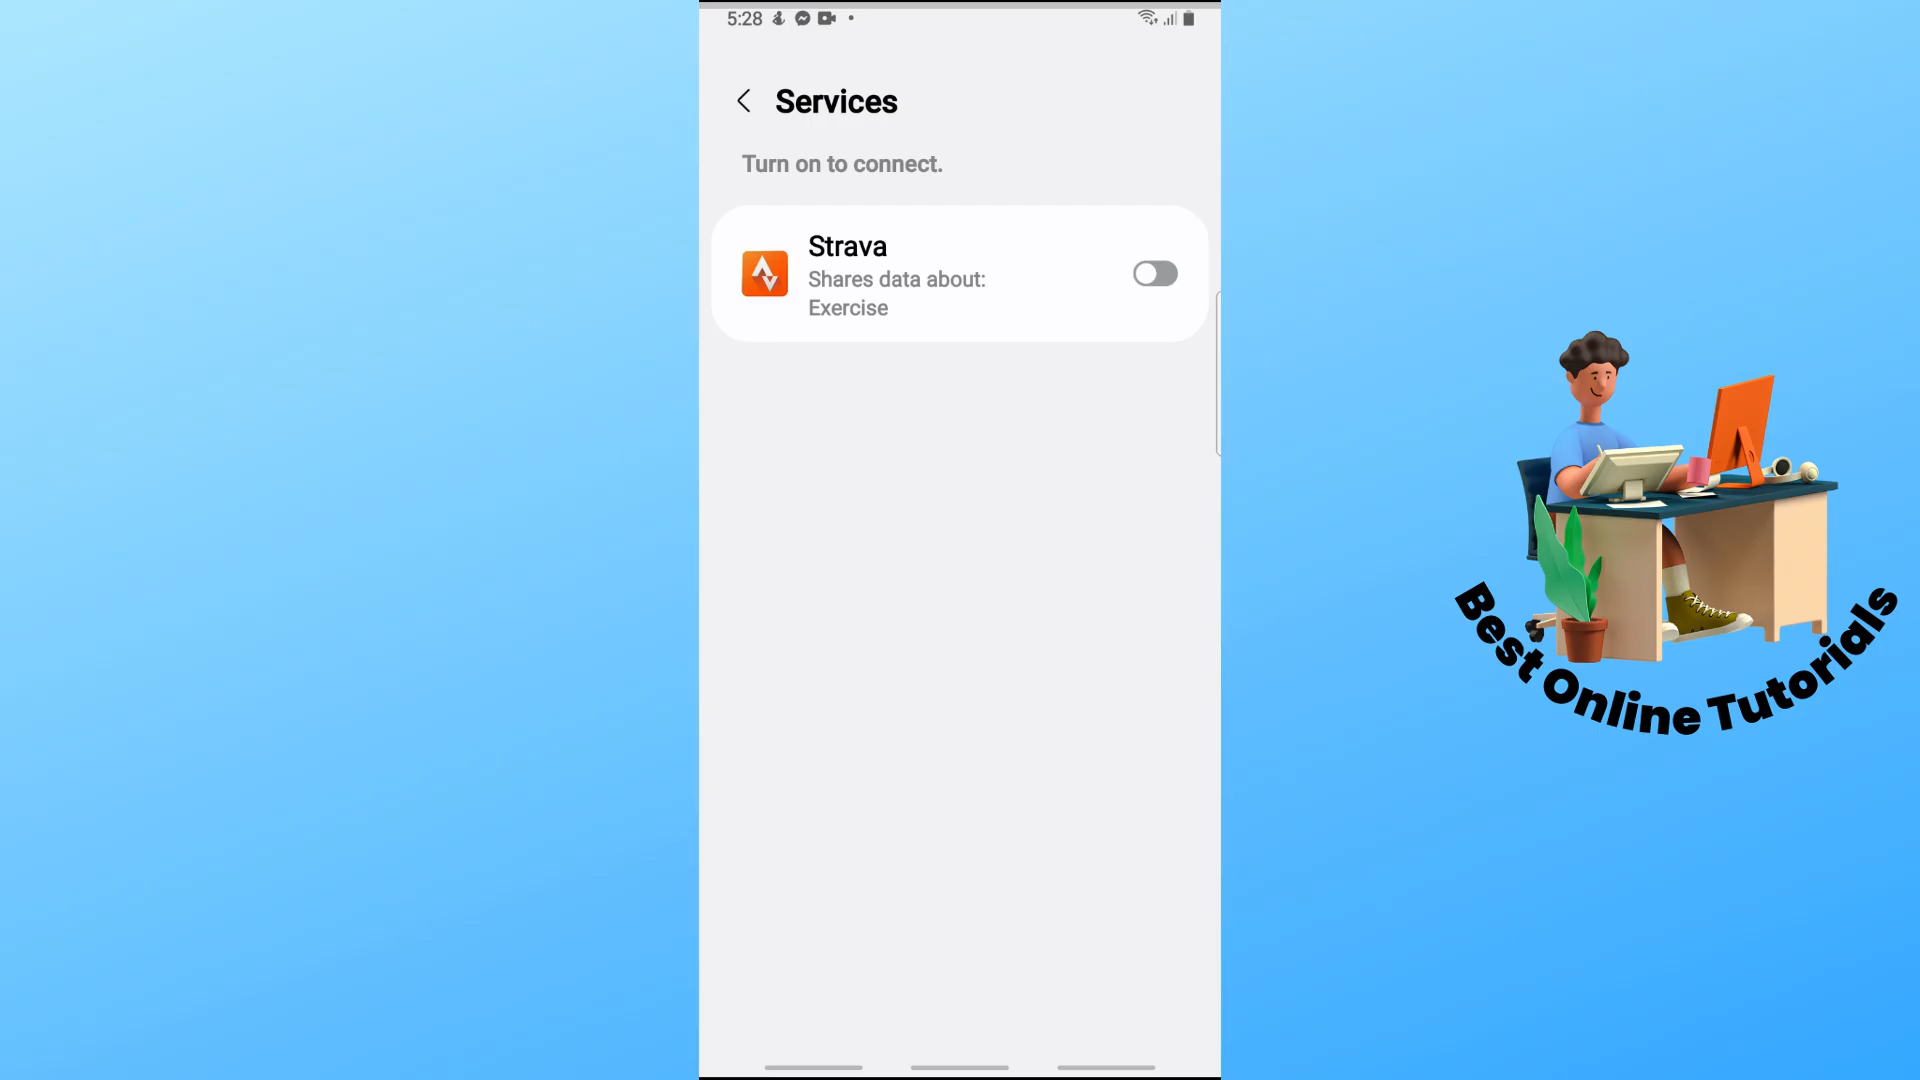 5:28
Services
Turn on to connect.
Strava
Shares data about:
Exercise
Best Online Tutorials